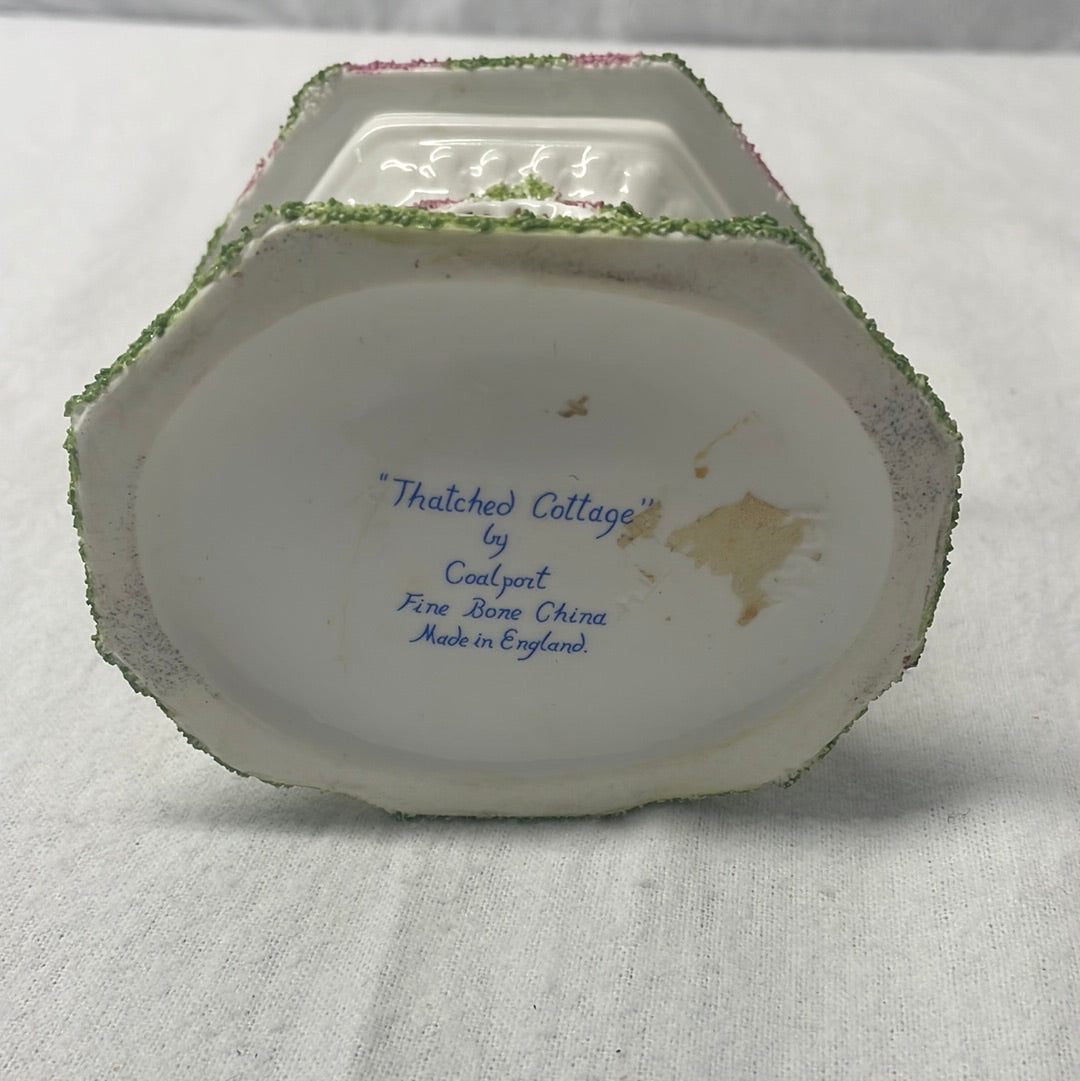 "Thatched Cottage"
by
Coalport
Fine Bone China
Made in England.